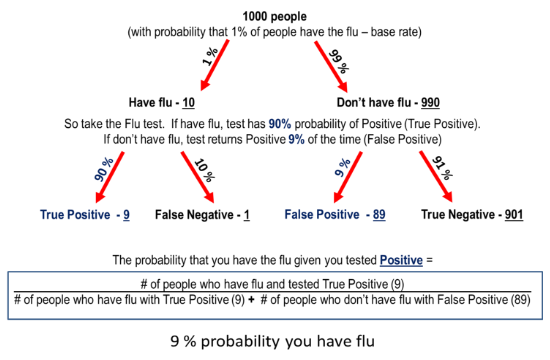 1000 people
(with probability that 1% of people have the flu – base rate)
1 %
99 %
Have flu - 10
Don't have flu - 990
So take the Flu test. If have flu, test has 90% probability of Positive (True Positive).
If don't have flu, test returns Positive 9% of the time (False Positive)
90 %
10 %
9 %
91 %
True Positive - 9
False Negative - 1
False Positive - 89
True Negative - 901
The probability that you have the flu given you tested Positive =
# of people who have flu and tested True Positive (9)
# of people who have flu with True Positive (9) + # of people who don't have flu with False Positive (89)
9 % probability you have flu